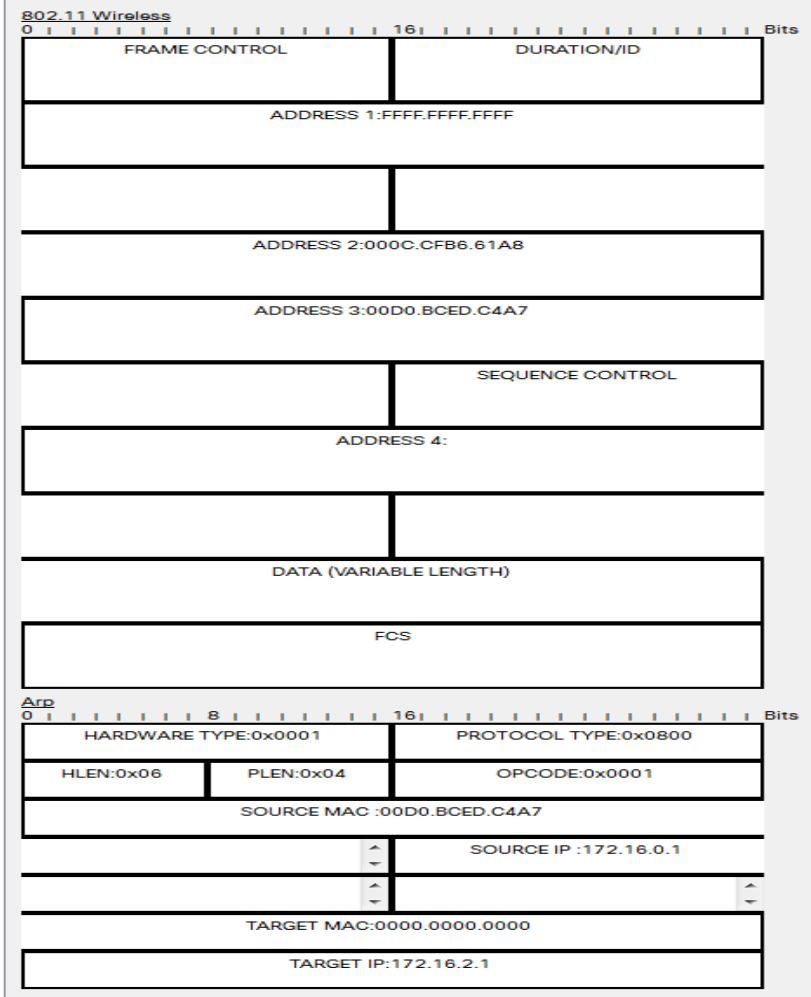 802.11 Wireless
0 16 Bits
FRAME CONTROL DURATION/ID
ADDRESS 1:FFFF.FFFF.FFFF
ADDRESS 2:000C.CFB6.61A8
ADDRESS 3:00D0.BCED.C4A7
SEQUENCE CONTROL
ADDRESS 4:
DATA (VARIABLE LENGTH)
FCS
Arp
0 8 16 Bits
HARDWARE TYPE:0x0001 PROTOCOL TYPE:0x0800
HLEN:0x06 PLEN:0x04 OPCODE:0x0001
SOURCE MAC :00D0.BCED.C4A7
SOURCE IP :172.16.0.1
TARGET MAC:0000.0000.0000
TARGET IP:172.16.2.1